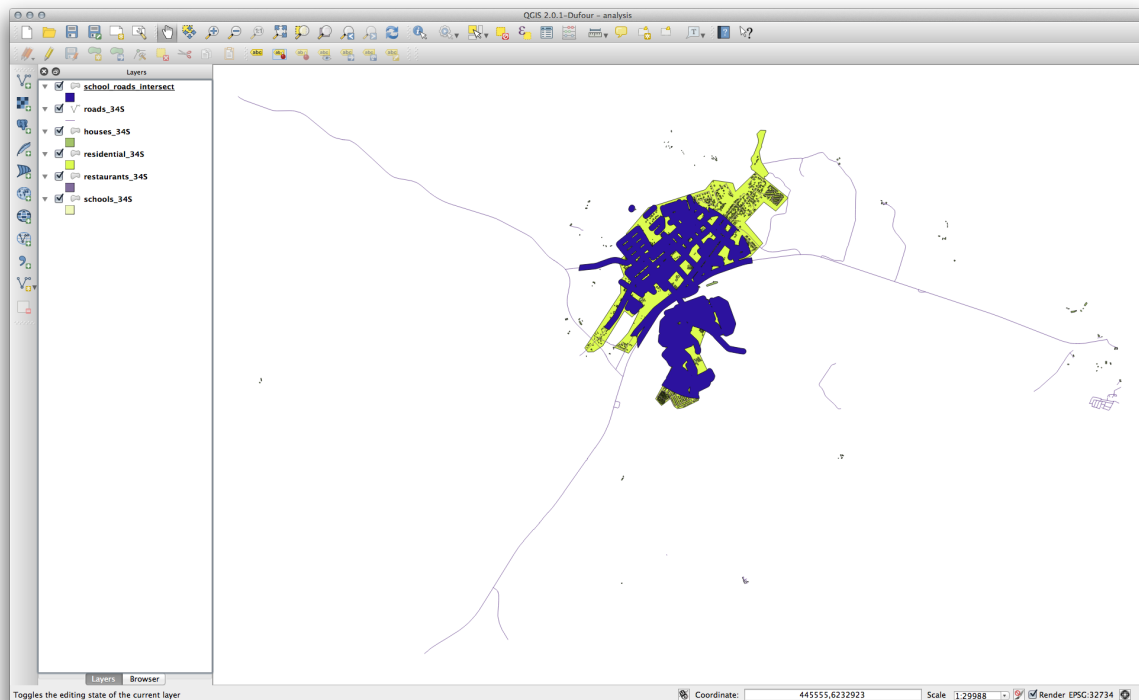 QGIS 2.0.1-Dufour - analysis
Layers
school_roads_intersect
roads_34S
houses_34S
residential_34S
restaurants_34S
schools_34S
Layers Browser
Toggles the editing state of the current layer Coordinate: 445555,6232923 Scale 1:29988 Render EPSG:32734